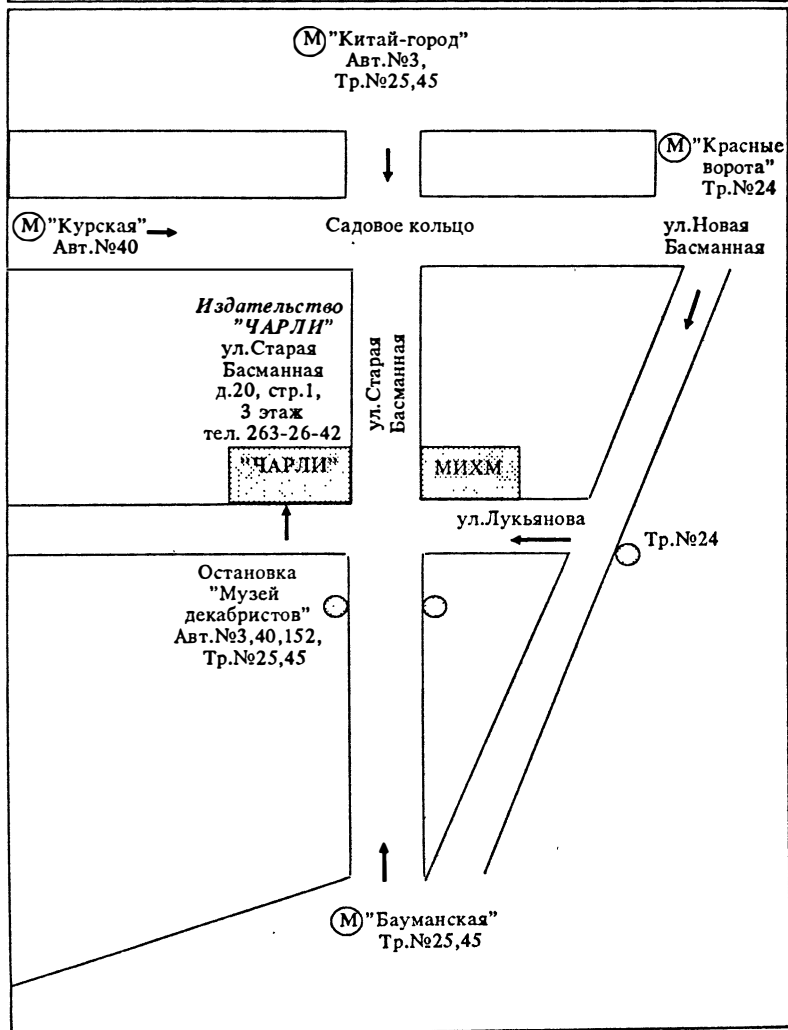 М "Китай-город"
Авт.№3,
Тр.№25,45
М "Красные
ворота"
Тр.№24
М "Курская"
Авт.№40
Садовое кольцо
ул.Новая
Басманная
Издательство
"ЧАРЛИ"
ул.Старая
Басманная
д.20, стр.1,
3 этаж
тел. 263-26-42
ул.Старая
Басманная
"ЧАРЛИ"
МИХМ
ул.Лукьянова
Тр.№24
Остановка
"Музей
декабристов"
Авт.№3,40,152,
Тр.№25,45
М "Бауманская"
Тр.№25,45